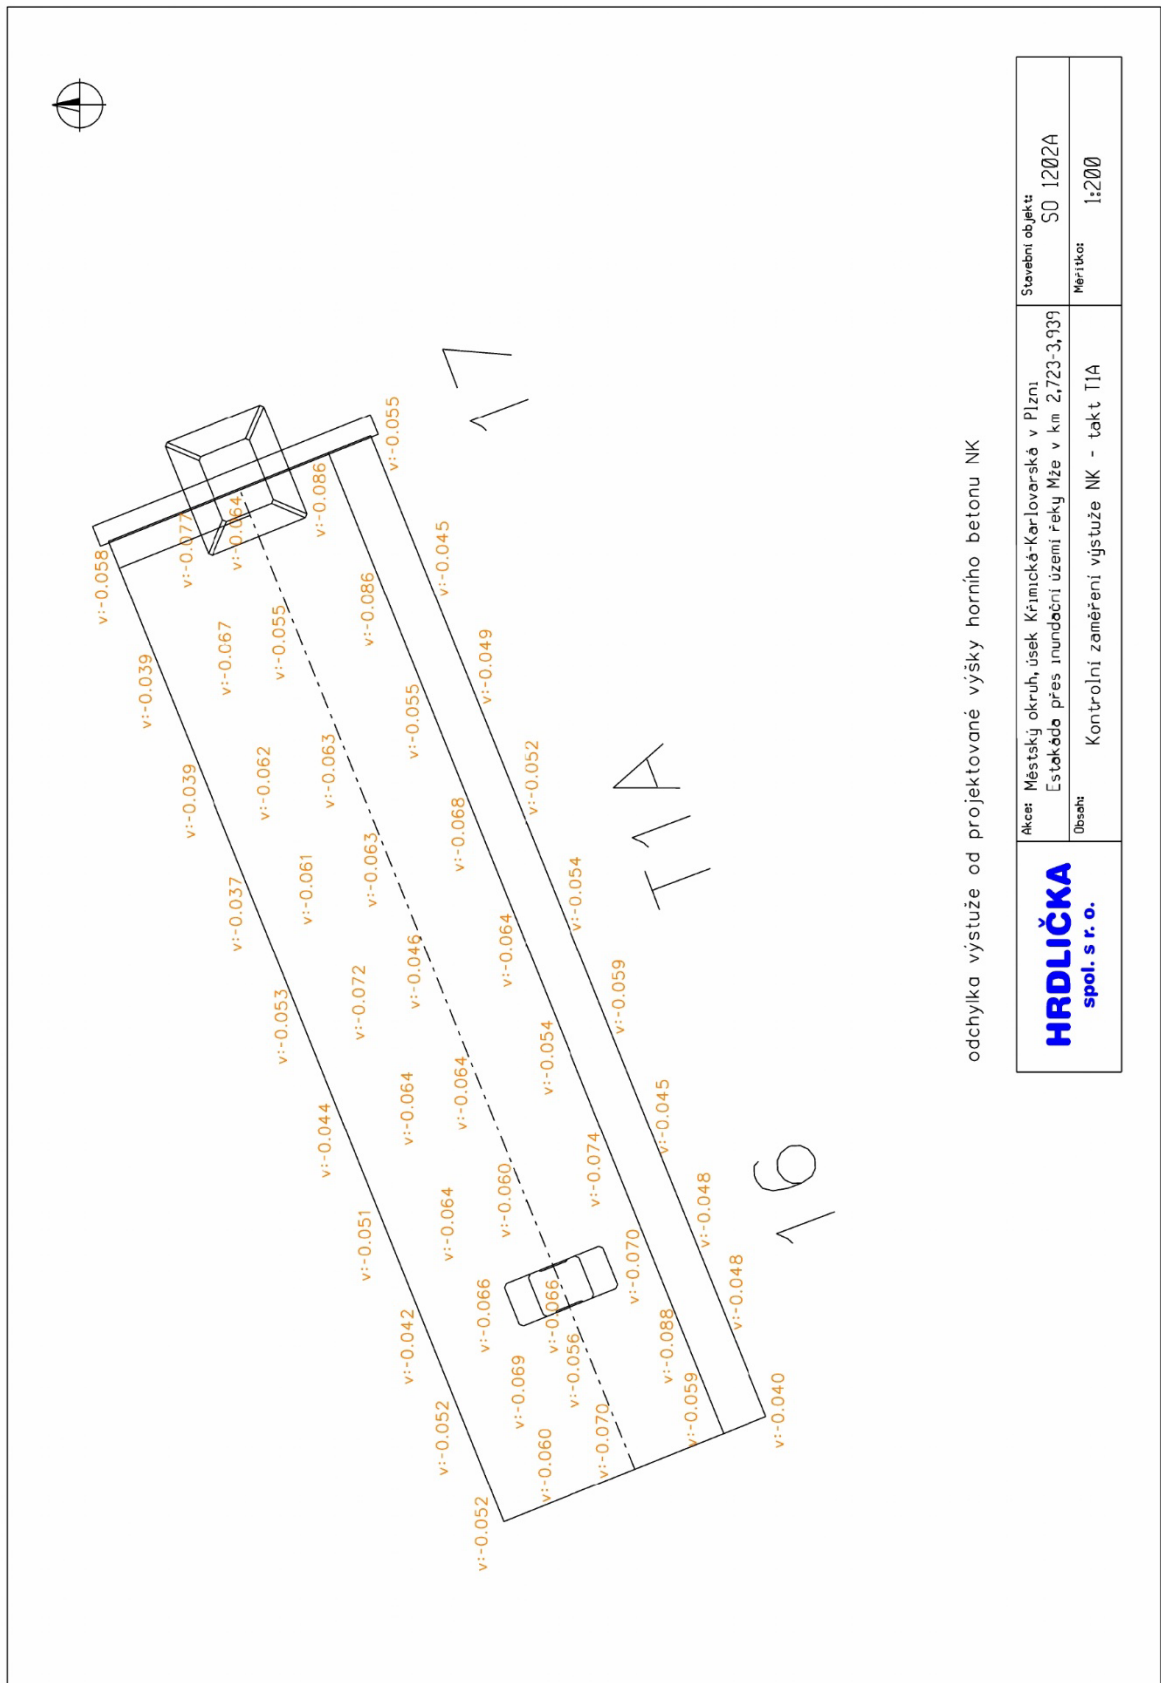 v:-0.058
v:-0.039
v:-0.039
v:-0.037
v:-0.053
v:-0.044
v:-0.051
v:-0.042
v:-0.052
v:-0.052
v:-0.077
v:-0.067
v:-0.062
v:-0.061
v:-0.072
v:-0.064
v:-0.064
v:-0.066
v:-0.069
v:-0.060
v:-0.064
v:-0.055
v:-0.063
v:-0.063
v:-0.046
v:-0.064
v:-0.060
v:-0.066
v:-0.056
v:-0.070
v:-0.086
v:-0.086
v:-0.055
v:-0.068
v:-0.064
v:-0.054
v:-0.074
v:-0.070
v:-0.088
v:-0.059
v:-0.055
v:-0.045
v:-0.049
v:-0.052
v:-0.054
v:-0.059
v:-0.045
v:-0.048
v:-0.048
v:-0.040
17
T1A
16
odchylka výstuže od projektované výšky horního betonu NK
HRDLIČKA
spol. s r. o.
Akce: Městský okruh, úsek Křimická-Karlovarská v Plzni
Estakáda přes inundační území řeky Mže v km 2,723-3,939
Obsah:
Kontrolní zaměření výstuže NK - takt T1A
Stavební objekt:
SO 1202A
Měřítko:
1:200